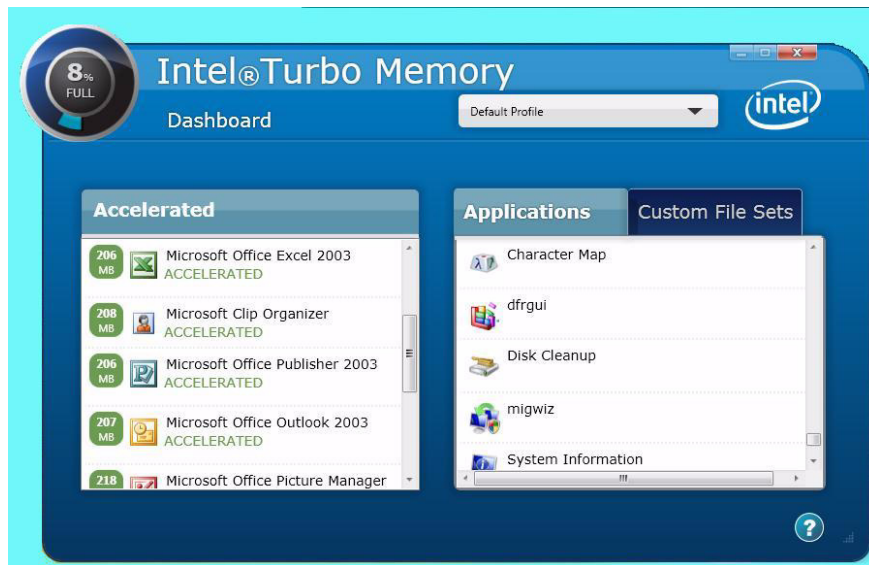 8%
FULL
Intel®Turbo Memory
Dashboard
Default Profile
intel
Accelerated
206
MB
Microsoft Office Excel 2003
ACCELERATED
208
MB
Microsoft Clip Organizer
ACCELERATED
206
MB
Microsoft Office Publisher 2003
ACCELERATED
207
MB
Microsoft Office Outlook 2003
ACCELERATED
218
Microsoft Office Picture Manager
Applications
Custom File Sets
Character Map
dfrgui
Disk Cleanup
migwiz
System Information
?